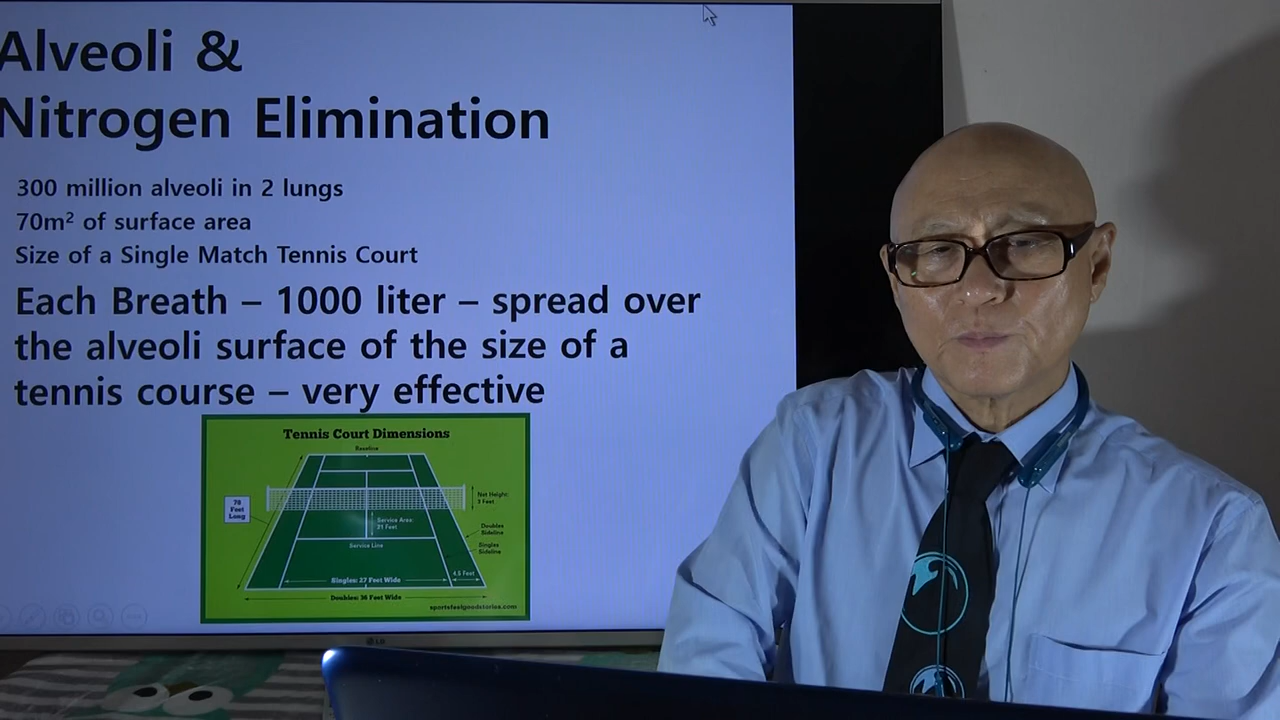 Alveoli &
Nitrogen Elimination
300 million alveoli in 2 lungs
70m² of surface area
Size of a Single Match Tennis Court
Each Breath – 1000 liter – spread over
the alveoli surface of the size of a
tennis course – very effective
Tennis Court Dimensions
Baseline
78
Feet
Long
Net Height:
3 Feet
Service Area:
21 Feet
Doubles
Sideline
Service Line
Singles
Sideline
4.5 Feet
Singles: 27 Feet Wide
Doubles: 36 Feet Wide
sportsfeelgoodstories.com
LG